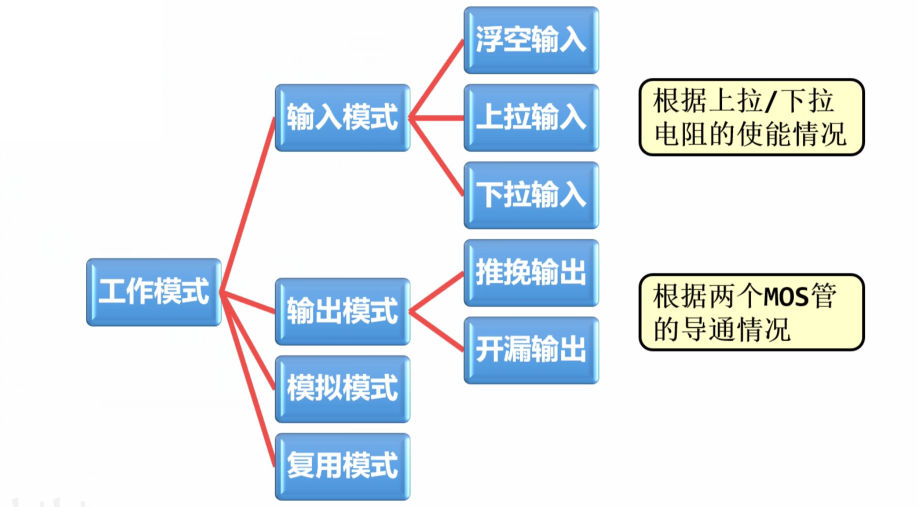 工作模式
输入模式
浮空输入
上拉输入
下拉输入
根据上拉/下拉
电阻的使能情况
输出模式
推挽输出
开漏输出
根据两个MOS管
的导通情况
模拟模式
复用模式